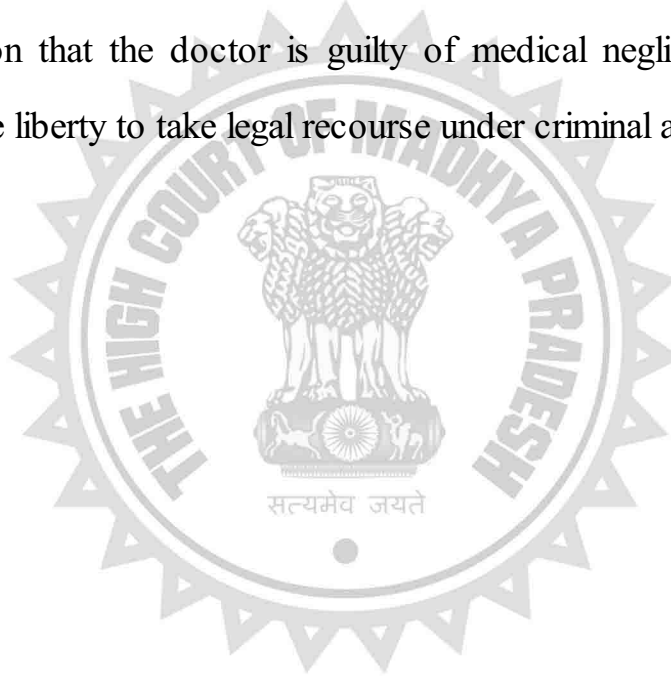 on that the doctor is guilty of medical negli
liberty to take legal recourse under criminal a
THE HIGH COURT OF MADHYA PRADESH
सत्यमेव जयते